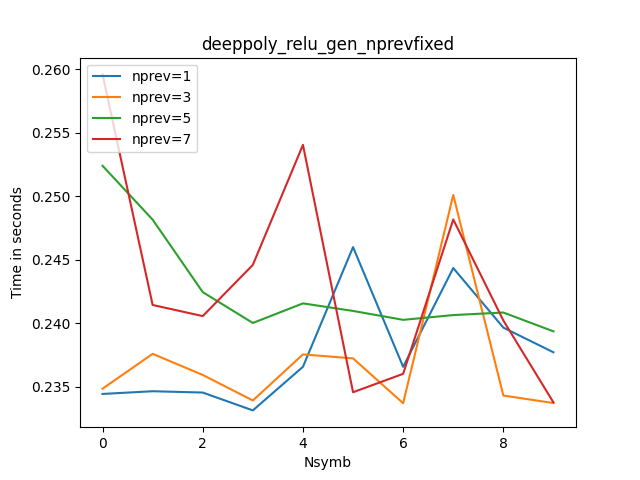 deeppoly_relu_gen_nprevfixed
nprev=1
nprev=3
nprev=5
nprev=7
0.260
0.255
0.250
0.245
0.240
0.235
Time in seconds
0
2
4
6
8
Nsymb